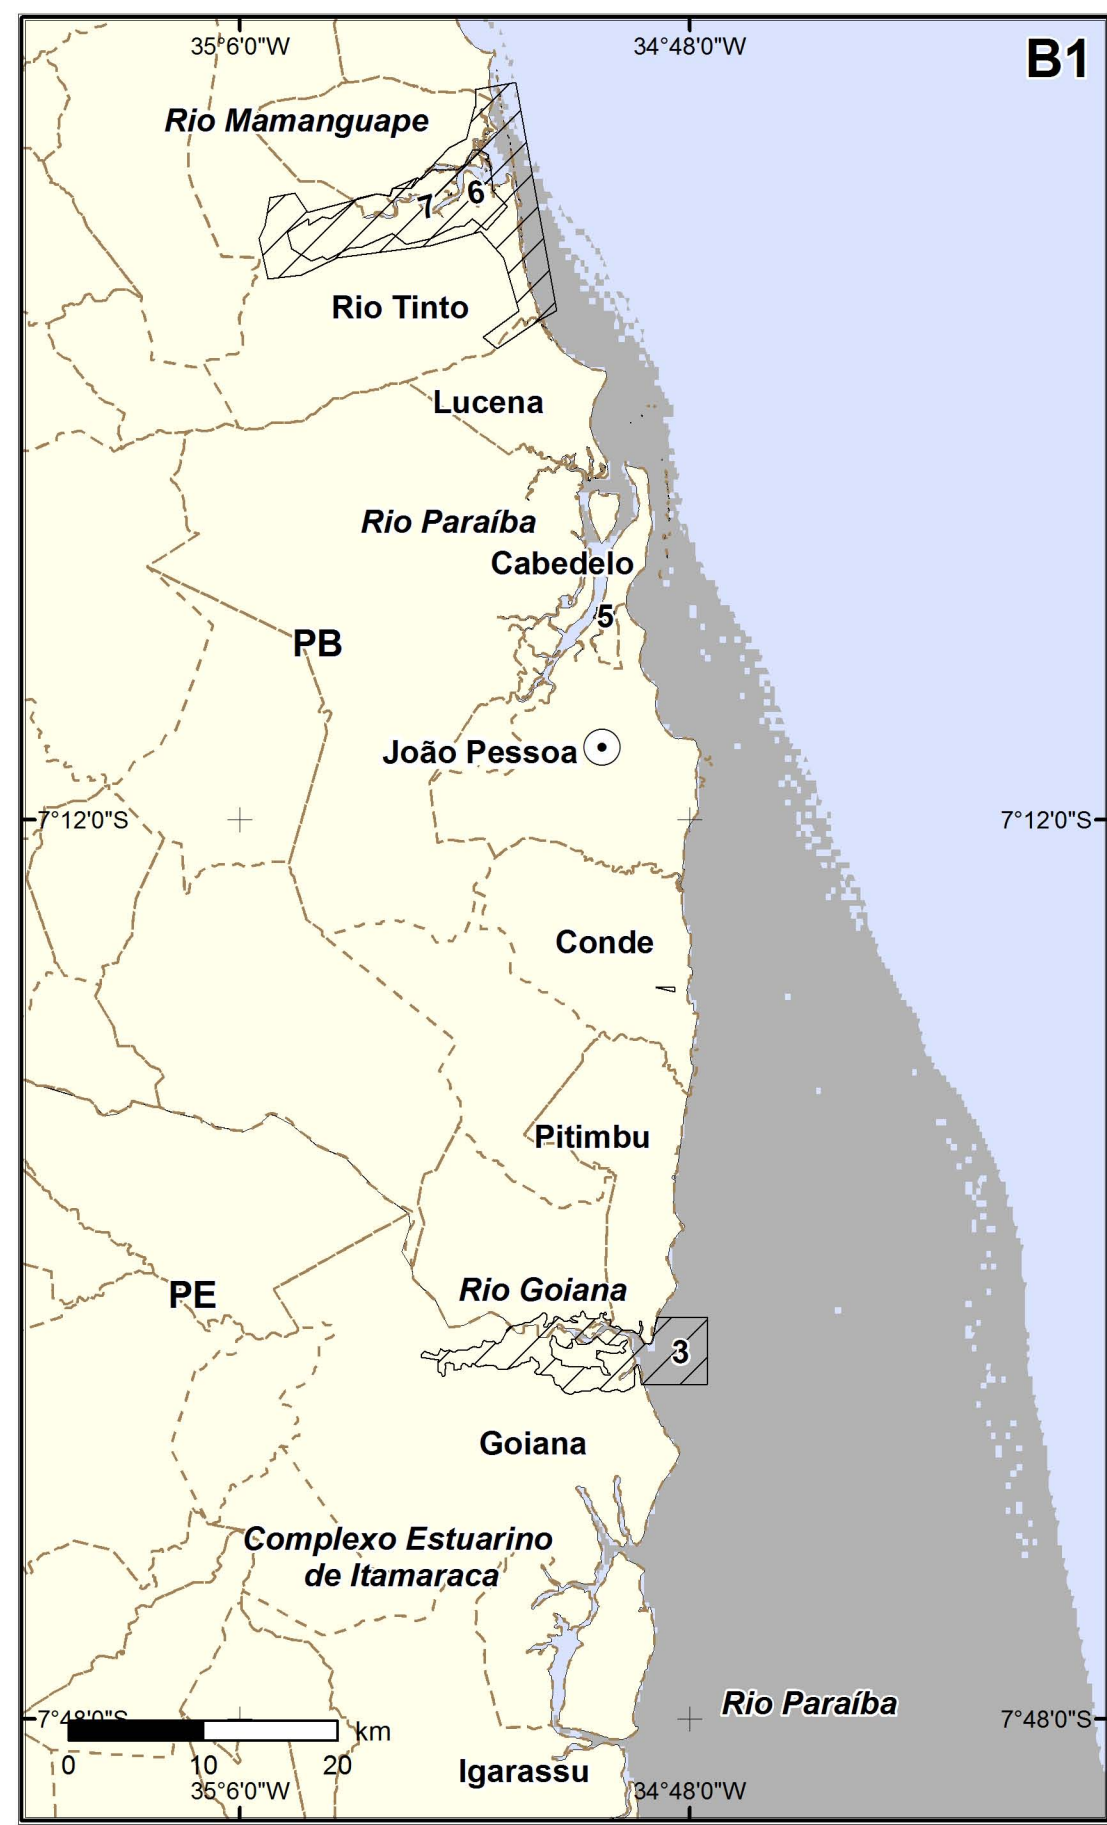 35°6'0"W
34°48'0"W
B1
Rio Mamanguape
6
7
Rio Tinto
Lucena
Rio Paraíba
Cabedelo
5
PB
João Pessoa
7°12'0"S
7°12'0"S
Conde
Pitimbu
Rio Goiana
PE
3
Goiana
Complexo Estuarino
de Itamaraca
Rio Paraíba
7°48'0"S
7°48'0"S
km
0 10 20
Igarassu
35°6'0"W
34°48'0"W